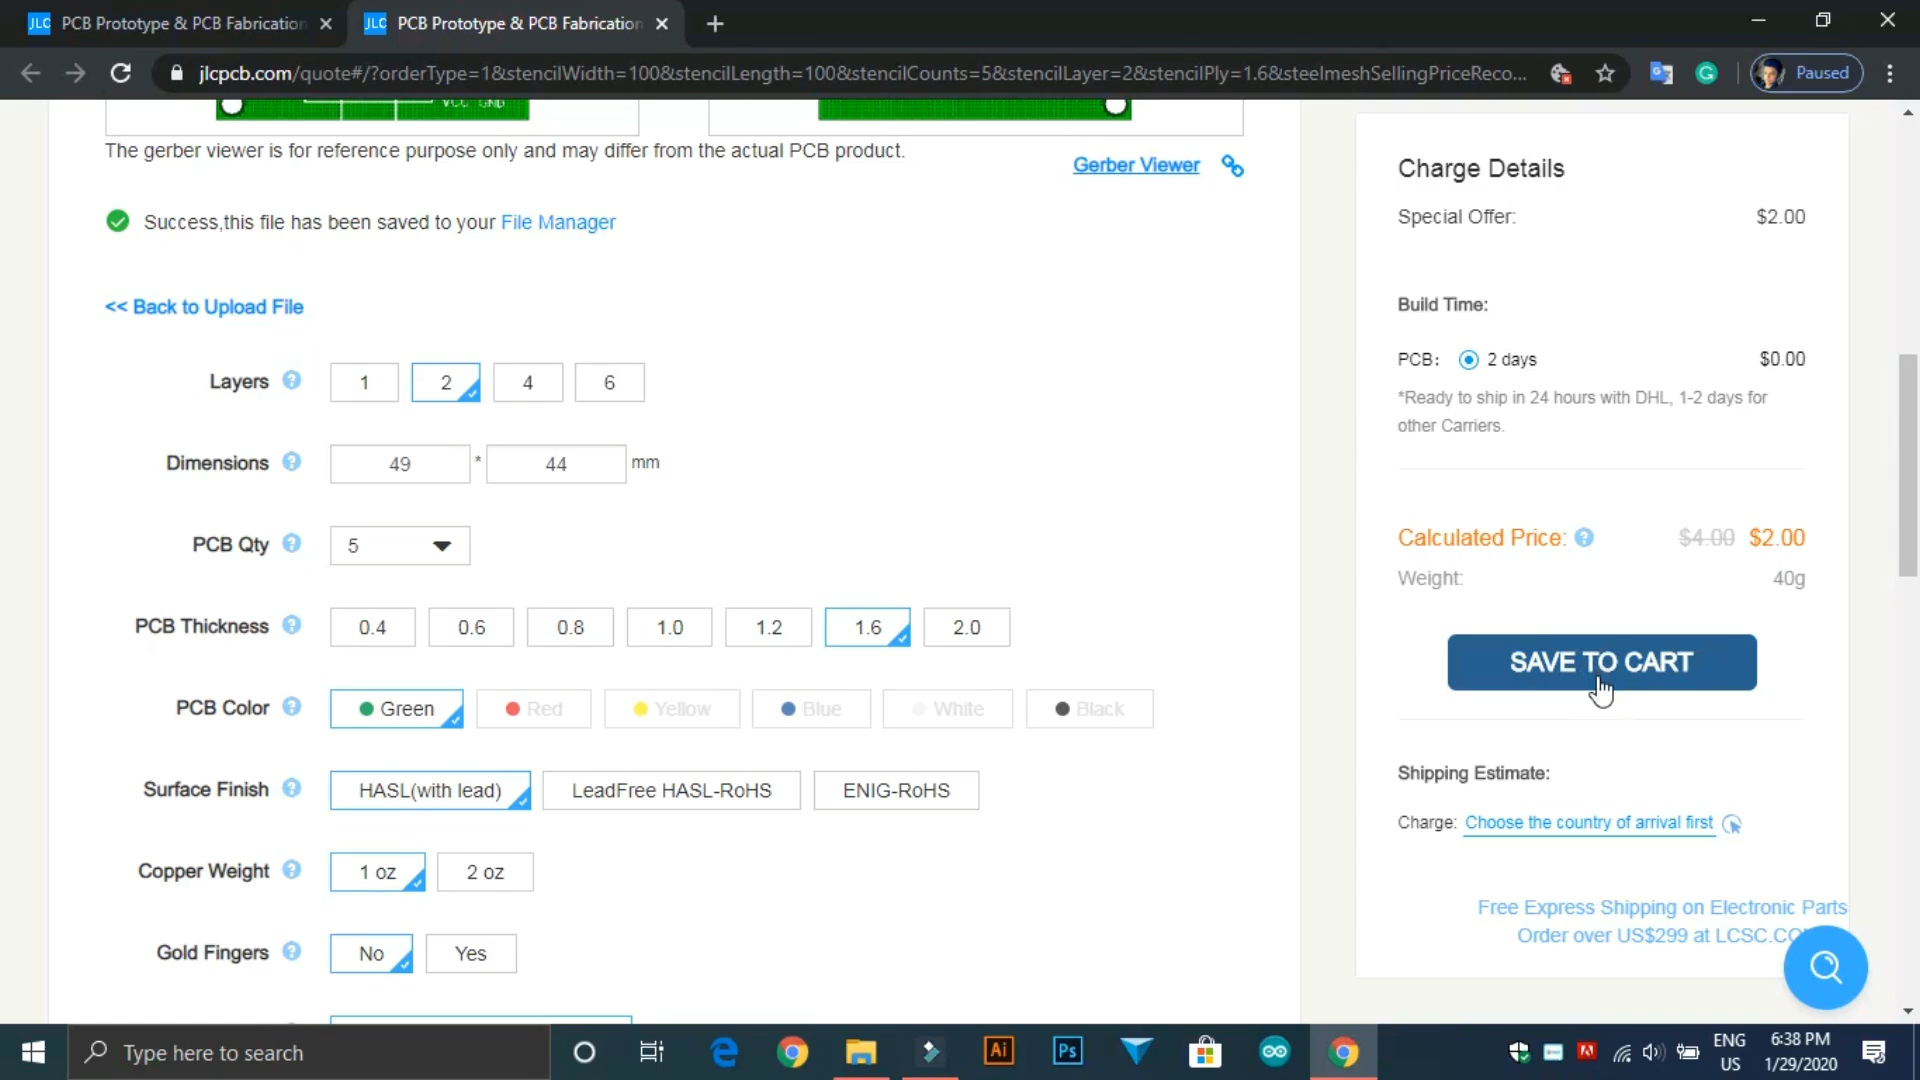 JLC PCB Prototype & PCB Fabrication
JLC PCB Prototype & PCB Fabrication
jlcpcb.com/quote#/?orderType=1&stencilWidth=100&stencilLength=100&stencilCounts=5&stencilLayer=2&stencilPly=1.6&steelmeshSellingPriceReco...
Paused
VCC GND
The gerber viewer is for reference purpose only and may differ from the actual PCB product.
Gerber Viewer
Success,this file has been saved to your File Manager
<< Back to Upload File
Layers 1 2 4 6
Dimensions 49 * 44 mm
PCB Qty 5
PCB Thickness 0.4 0.6 0.8 1.0 1.2 1.6 2.0
PCB Color Green Red Yellow Blue White Black
Surface Finish HASL(with lead) LeadFree HASL-RoHS ENIG-RoHS
Copper Weight 1 oz 2 oz
Gold Fingers No Yes
Charge Details
Special Offer: $2.00
Build Time:
PCB: 2 days $0.00
*Ready to ship in 24 hours with DHL, 1-2 days for
other Carriers.
Calculated Price: $4.00 $2.00
Weight: 40g
SAVE TO CART
Shipping Estimate:
Charge: Choose the country of arrival first
Free Express Shipping on Electronic Parts
Order over US$299 at
Type here to search
Ai
Ps
ENG
US
6:38 PM
1/29/2020